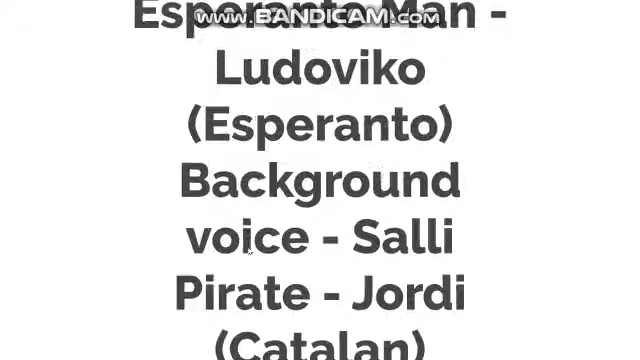 Esperanto Man -
www.BANDICAM.com
Ludoviko
(Esperanto)
Background
voice - Salli
Pirate - Jordi
(Catalan)